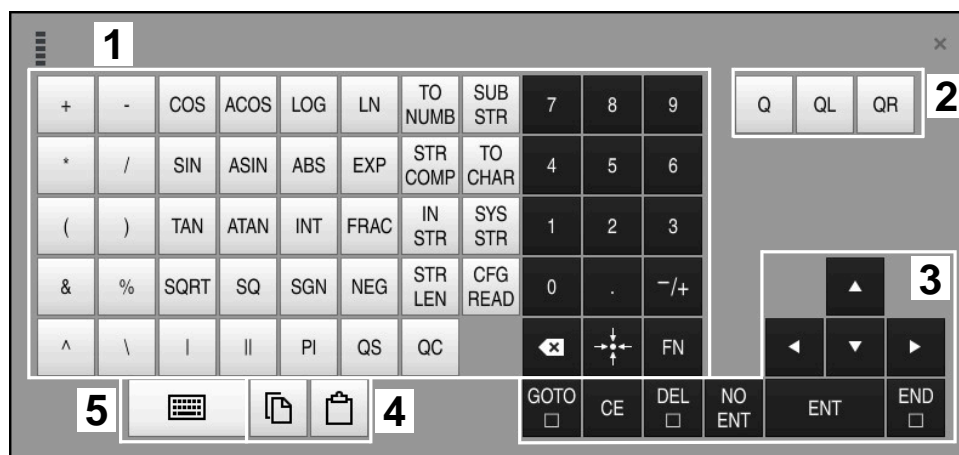 1
×
+ - COS ACOS LOG LN TO NUMB SUB STR 7 8 9 Q QL QR 2
* / SIN ASIN ABS EXP STR COMP TO CHAR 4 5 6
( ) TAN ATAN INT FRAC IN STR SYS STR 1 2 3
& % SQRT SQ SGN NEG STR LEN CFG READ 0 . −/+ 3
^ \ | || PI QS QC FN
5 4 GOTO CE DEL NO ENT ENT END